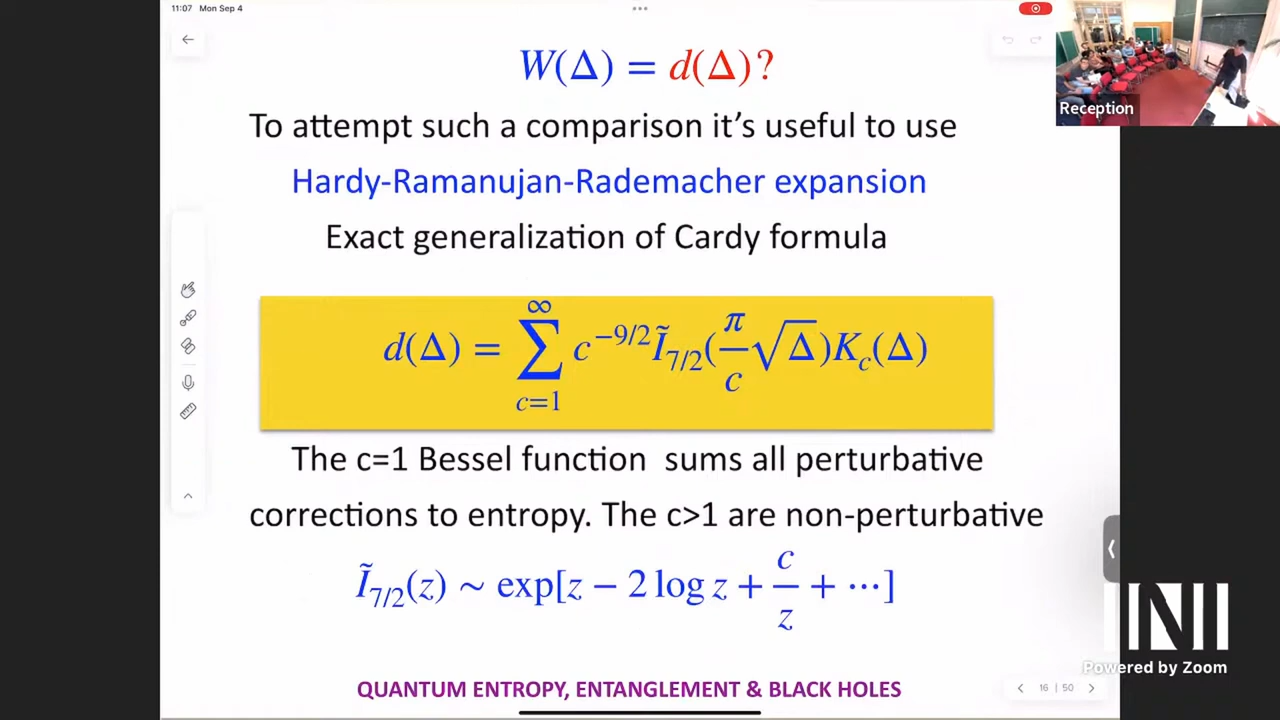 11:07 Mon Sep 4
W(Δ) = d(Δ)?
To attempt such a comparison it’s useful to use
Hardy-Ramanujan-Rademacher expansion
Exact generalization of Cardy formula
d(Δ) = ∑_{c=1}^{∞} c^{-9/2} Ĩ_{7/2}(π/c √Δ) K_c(Δ)
The c=1 Bessel function sums all perturbative
corrections to entropy. The c>1 are non-perturbative
Ĩ_{7/2}(z) ~ exp[z − 2 log z + c/z + ⋯]
QUANTUM ENTROPY, ENTANGLEMENT & BLACK HOLES
16 | 50
Reception
INI
Powered by Zoom